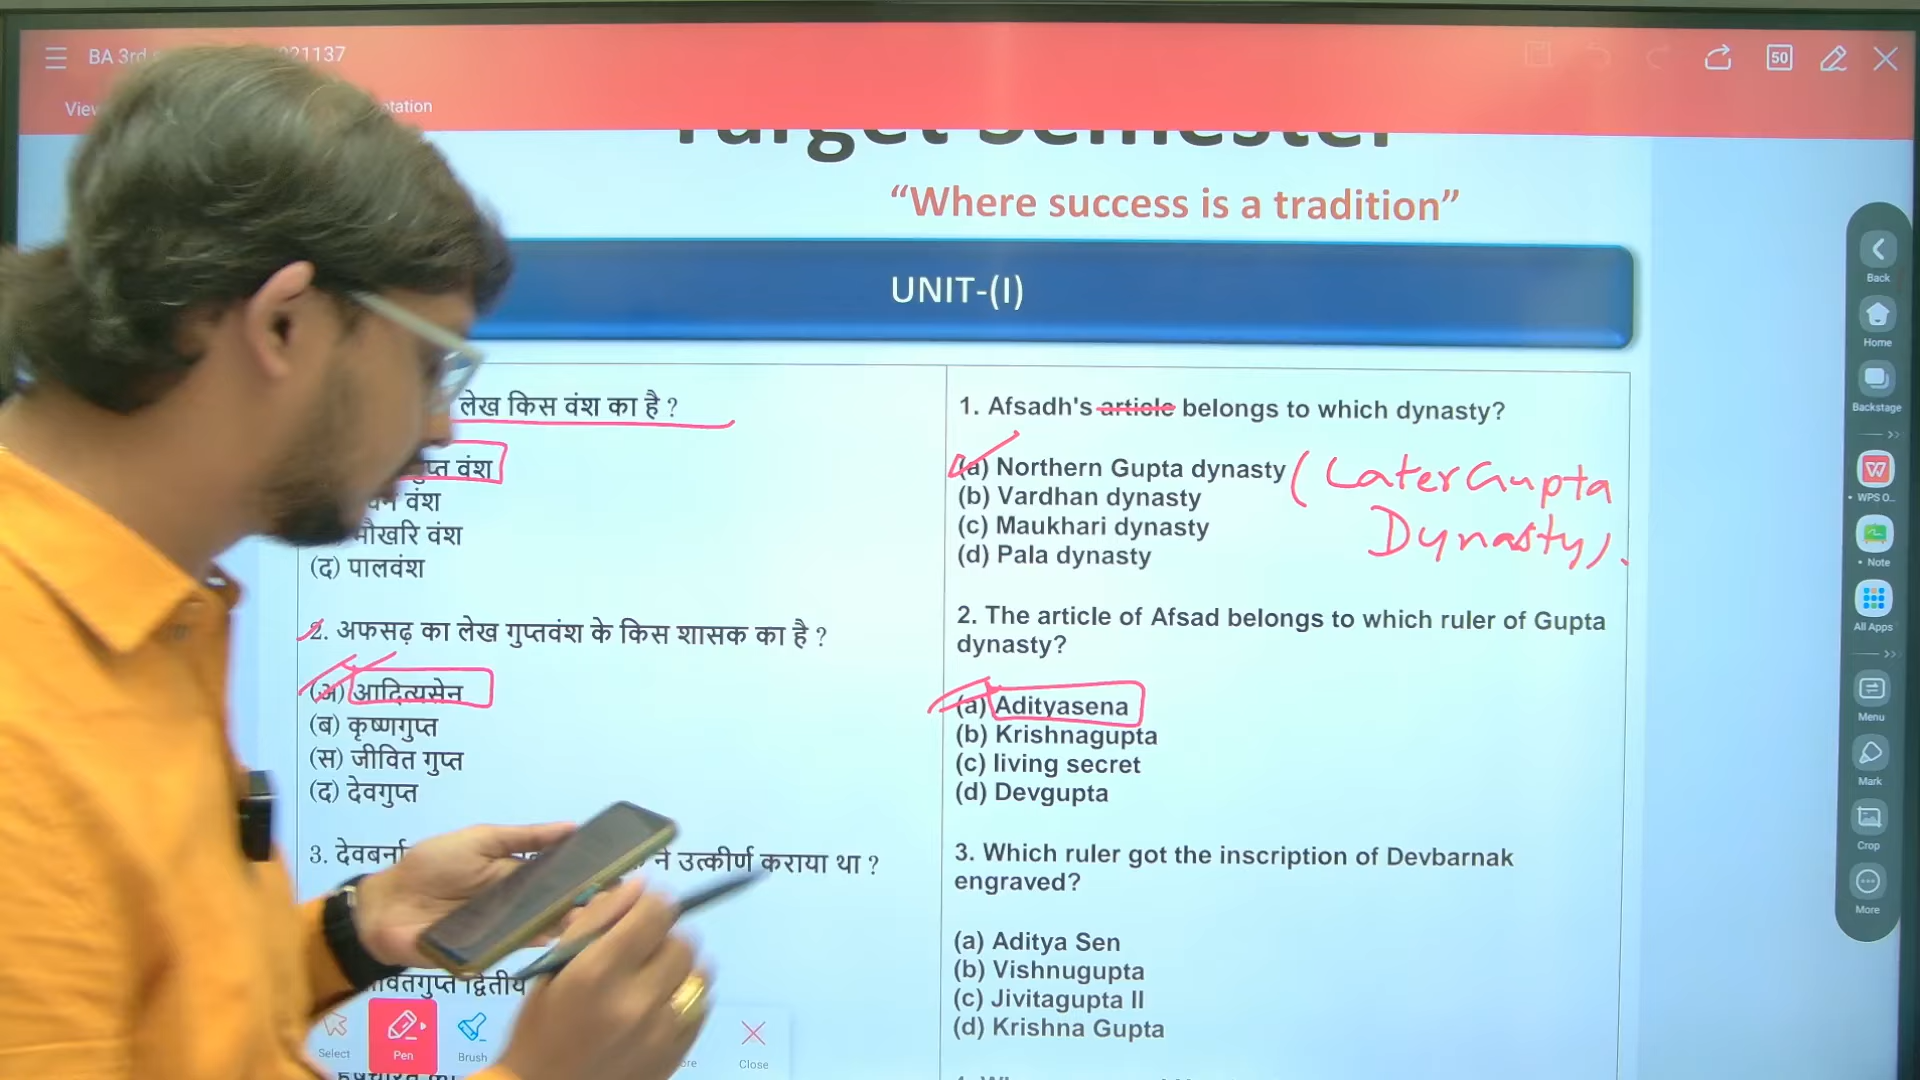 BA 3rd 21137
View
Target Semester
“Where success is a tradition”
UNIT-(I)
लेख किस वंश का है ?
गुप्त वंश
वंश
मौखरि वंश
(द) पालवंश
2. अफसढ़ का लेख गुप्तवंश के किस शासक का है ?
(अ) आदित्यसेन
(ब) कृष्णगुप्त
(स) जीवित गुप्त
(द) देवगुप्त
3. देवबर्ना ने उत्कीर्ण कराया था ?
द्वितीय
1. Afsadh's article belongs to which dynasty?
(a) Northern Gupta dynasty (Later Gupta
Dynasty).
(b) Vardhan dynasty
(c) Maukhari dynasty
(d) Pala dynasty
2. The article of Afsad belongs to which ruler of Gupta
dynasty?
(a) Adityasena
(b) Krishnagupta
(c) living secret
(d) Devgupta
3. Which ruler got the inscription of Devbarnak
engraved?
(a) Aditya Sen
(b) Vishnugupta
(c) Jivitagupta II
(d) Krishna Gupta
Select
Pen
Brush
Close
50
Back
Home
Backstage
WPS O...
Note
All Apps
Menu
Mark
Crop
More